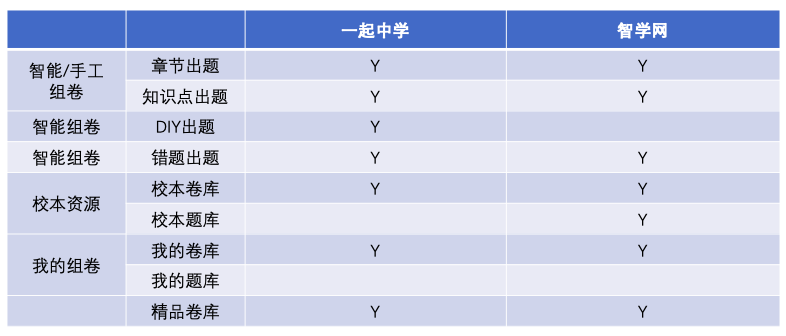 一起中学 智学网
智能/手工
组卷
章节出题 Y Y
知识点出题 Y Y
智能组卷 DIY出题 Y
智能组卷 错题出题 Y Y
校本资源
校本卷库 Y Y
校本题库 Y
我的组卷
我的卷库 Y Y
我的题库
精品卷库 Y Y